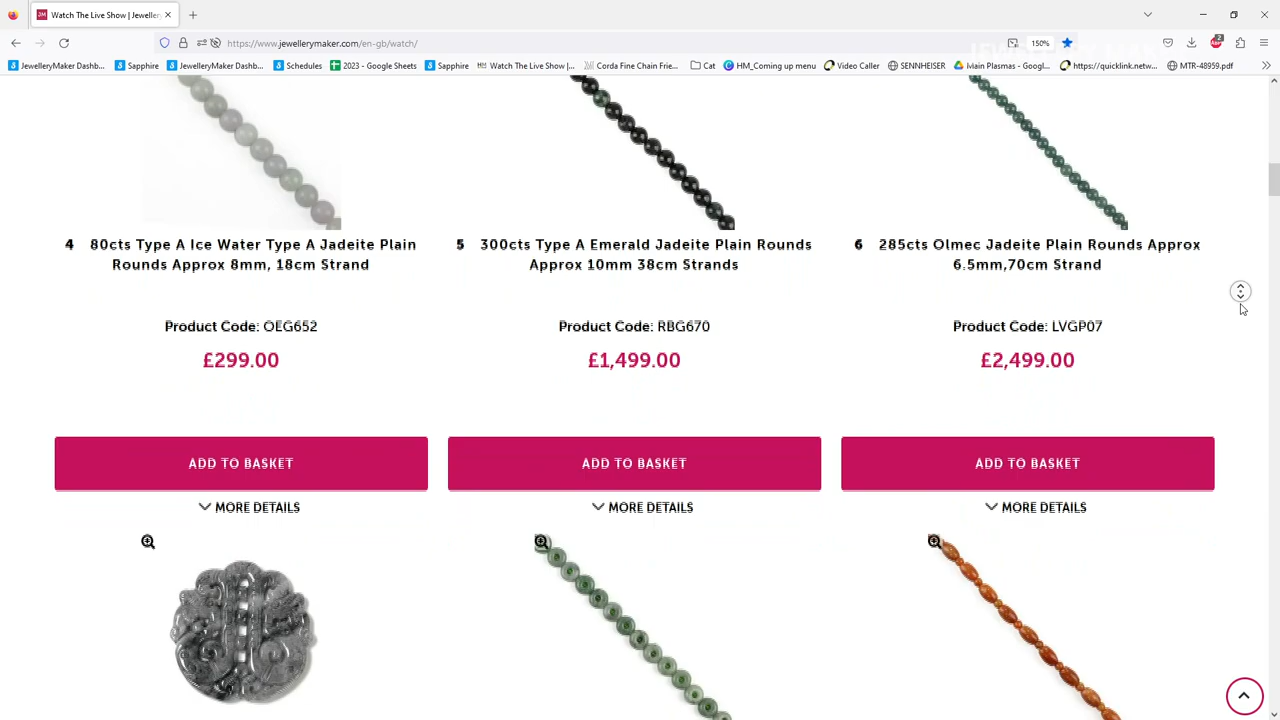 Watch The Live Show | Jeweller
https://www.jewellerymaker.com/en-gb/watch/
150%
2
JewelleryMaker Dashb...
Sapphire
JewelleryMaker Dashb...
Schedules
2023 - Google Sheets
Sapphire
Watch The Live Show |...
Corda Fine Chain Frie...
Cat
HM_Coming up menu
Video Caller
SENNHEISER
Main Plasmas - Googl...
https://quicklink.netw...
MTR-48959.pdf
4 80cts Type A Ice Water Type A Jadeite Plain
Rounds Approx 8mm, 18cm Strand
Product Code: OEG652
£299.00
ADD TO BASKET
MORE DETAILS
5 300cts Type A Emerald Jadeite Plain Rounds
Approx 10mm 38cm Strands
Product Code: RBG670
£1,499.00
ADD TO BASKET
MORE DETAILS
6 285cts Olmec Jadeite Plain Rounds Approx
6.5mm,70cm Strand
Product Code: LVGP07
£2,499.00
ADD TO BASKET
MORE DETAILS